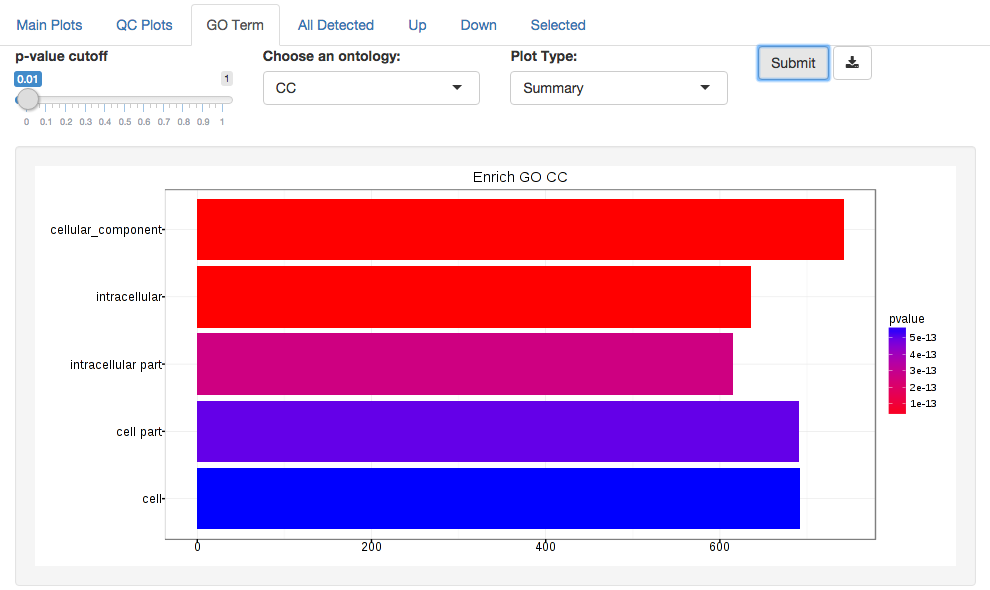 Main Plots QC Plots GO Term All Detected Up Down Selected
p-value cutoff Choose an ontology: Plot Type:
0.01 1 CC Summary Submit
0 0.1 0.2 0.3 0.4 0.5 0.6 0.7 0.8 0.9 1
Enrich GO CC
cellular_component
intracellular
intracellular part
cell part
cell
0 200 400 600
pvalue
5e-13
4e-13
3e-13
2e-13
1e-13